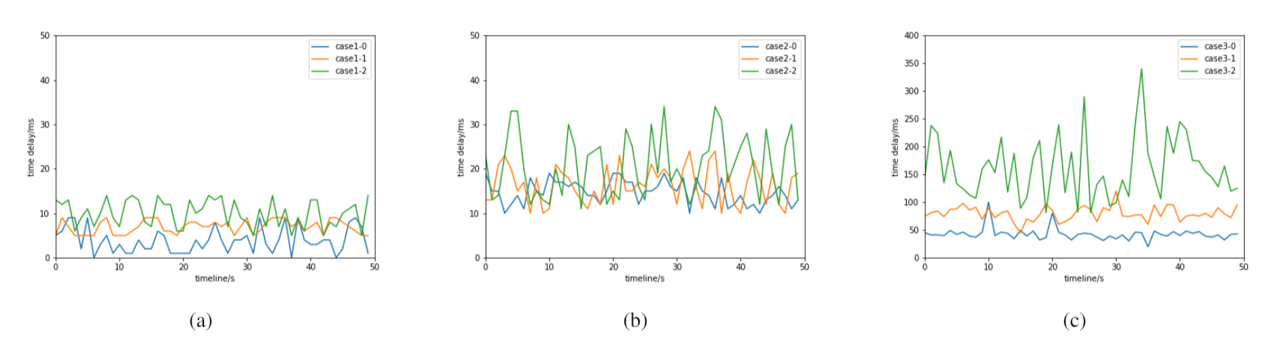 50
40
30
20
10
0
time delay/ms
0 10 20 30 40 50
timeline/s
case1-0
case1-1
case1-2
(a)
50
40
30
20
10
0
time delay/ms
0 10 20 30 40 50
timeline/s
case2-0
case2-1
case2-2
(b)
400
350
300
250
200
150
100
50
0
time delay/ms
0 10 20 30 40 50
timeline/s
case3-0
case3-1
case3-2
(c)